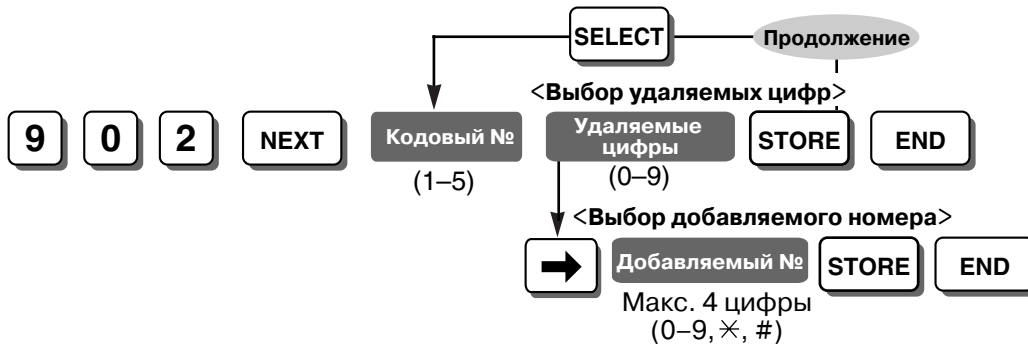 SELECT Продолжение
<Выбор удаляемых цифр>
9 0 2 NEXT Кодовый № Удаляемые цифры STORE END
(1–5) (0–9)
<Выбор добавляемого номера>
➡ Добавляемый № STORE END
Макс. 4 цифры
(0–9, ✳, #)